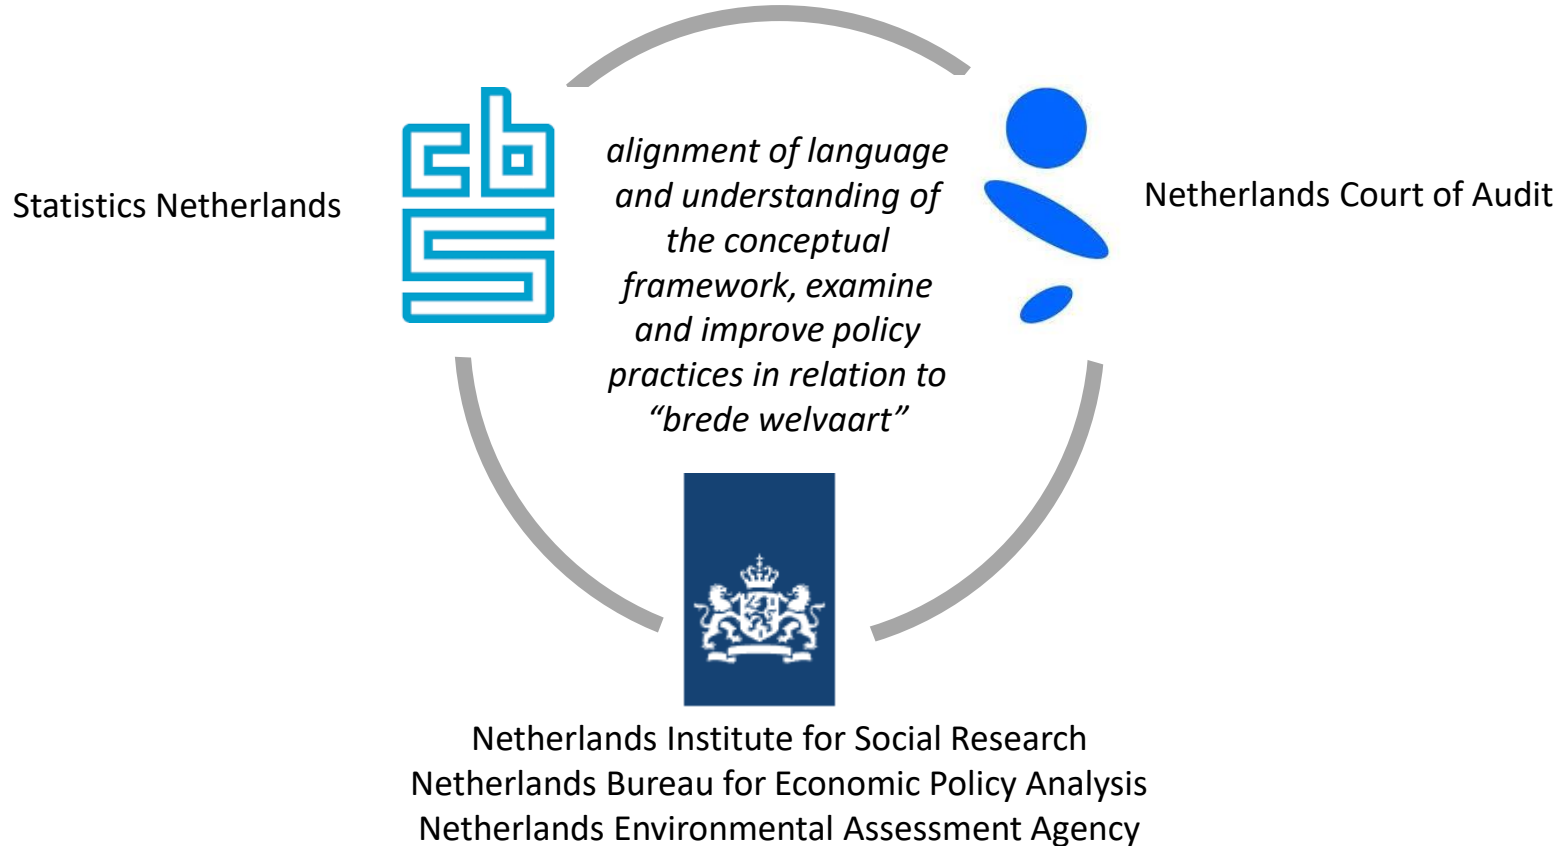 Statistics Netherlands
cbs
alignment of language
and understanding of
the conceptual
framework, examine
and improve policy
practices in relation to
“brede welvaart”
Netherlands Court of Audit
Netherlands Institute for Social Research
Netherlands Bureau for Economic Policy Analysis
Netherlands Environmental Assessment Agency